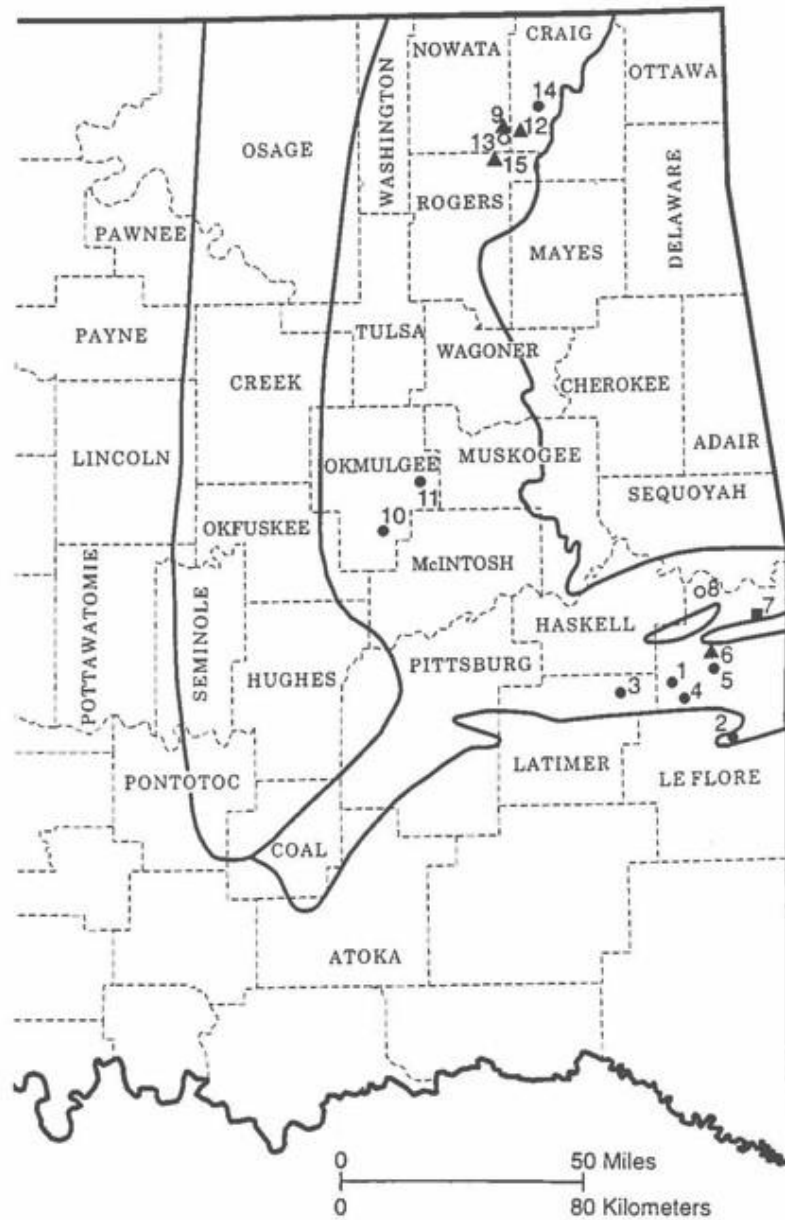 NOWATA
CRAIG
OTTAWA
WASHINGTON
14
9
12
13
15
OSAGE
DELAWARE
ROGERS
PAWNEE
MAYES
PAYNE
TULSA
WAGONER
CREEK
CHEROKEE
LINCOLN
OKMULGEE
MUSKOGEE
ADAIR
11
SEQUOYAH
10
OKFUSKEE
McINTOSH
POTTAWATOMIE
SEMINOLE
8
7
HASKELL
HUGHES
PITTSBURG
6
3
1
5
4
2
PONTOTOC
LATIMER
LE FLORE
COAL
ATOKA
0
50 Miles
0
80 Kilometers